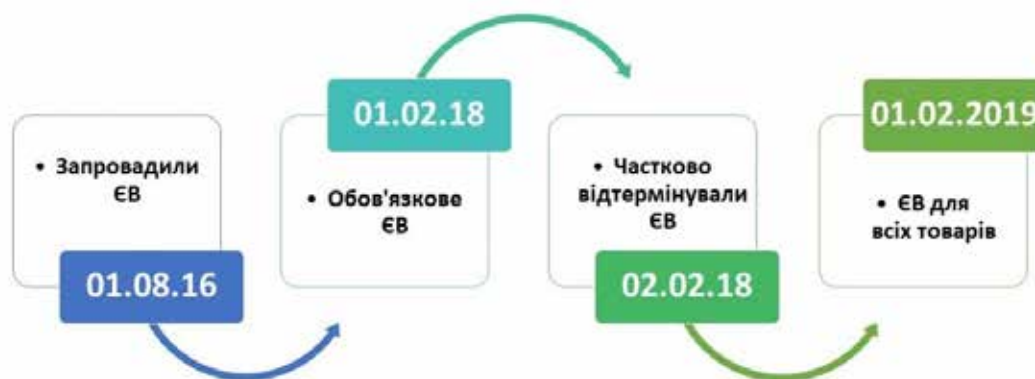 • Запровадили
ЄВ
01.08.16
01.02.18
• Обов'язкове
ЄВ
• Частково
відтермінували
ЄВ
02.02.18
01.02.2019
• ЄВ для
всіх товарів